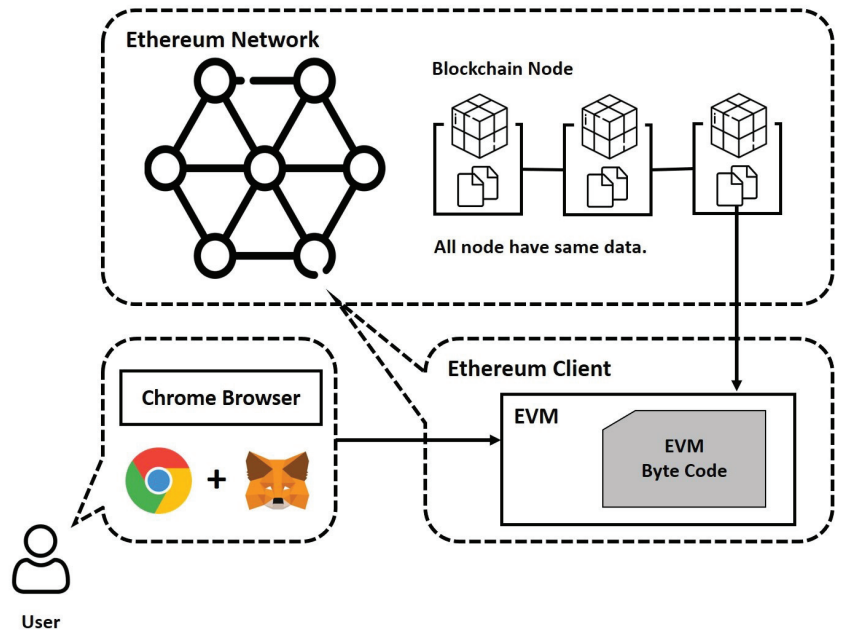 Ethereum Network
Blockchain Node
All node have same data.
Chrome Browser
+
Ethereum Client
EVM
EVM
Byte Code
User